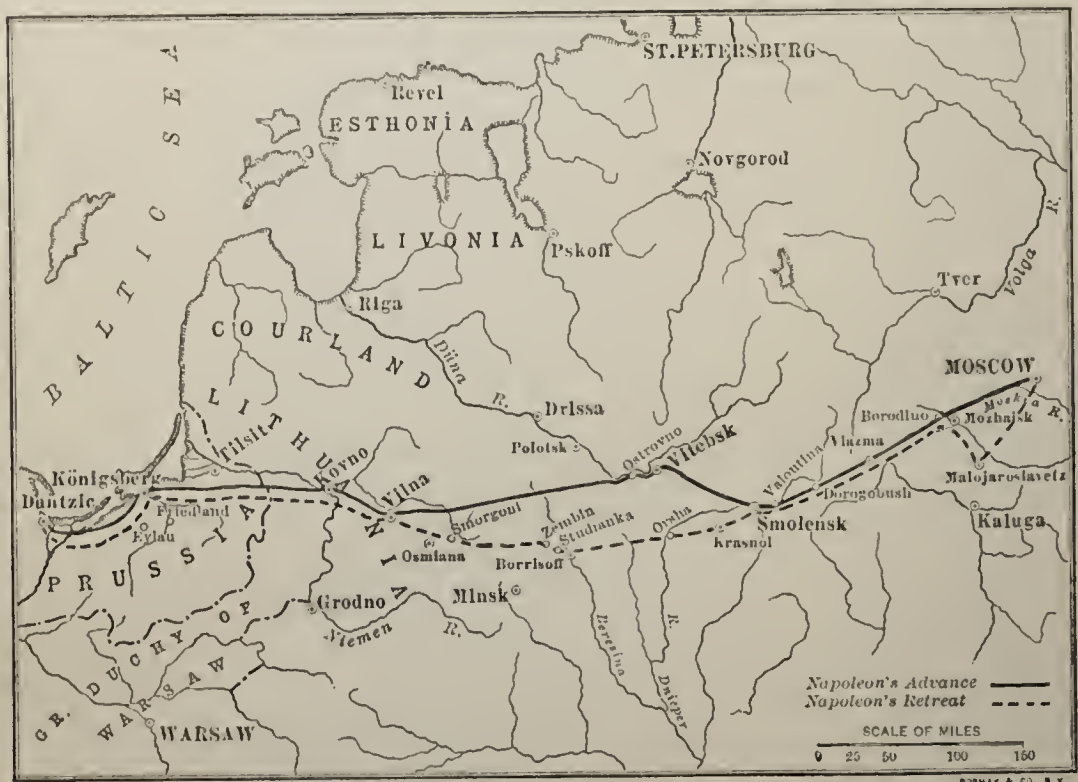 BALTIC SEA
ST. PETERSBURG
Revel
ESTHONIA
Novgorod
LIVONIA
Pskoff
Tver
Volga R.
Riga
COURLAND
Düna R.
MOSCOW
Moskva R.
LITHUANIA
Drissa
Borodino
Mozhaisk
Polotsk
Ostrovno
Vitebsk
Viazma
Valoutina
Malojaroslavetz
Tilsit
Kovno
Königsberg
Dantzic
Vilna
Dorogobush
Friedland
Smorgoni
Zembin
Studianka
Orsha
Smolensk
Kaluga
Eylau
Osmiana
Borrisoff
Krasnoi
PRUSSIA
Minsk
Grodno
Niemen R.
Beresina
R.
Dnieper
GR. DUCHY OF
WARSAW
WARSAW
Napoleon's Advance
Napoleon's Retreat
SCALE OF MILES
0 25 50 100 150
BORMAY & CO., N.Y.